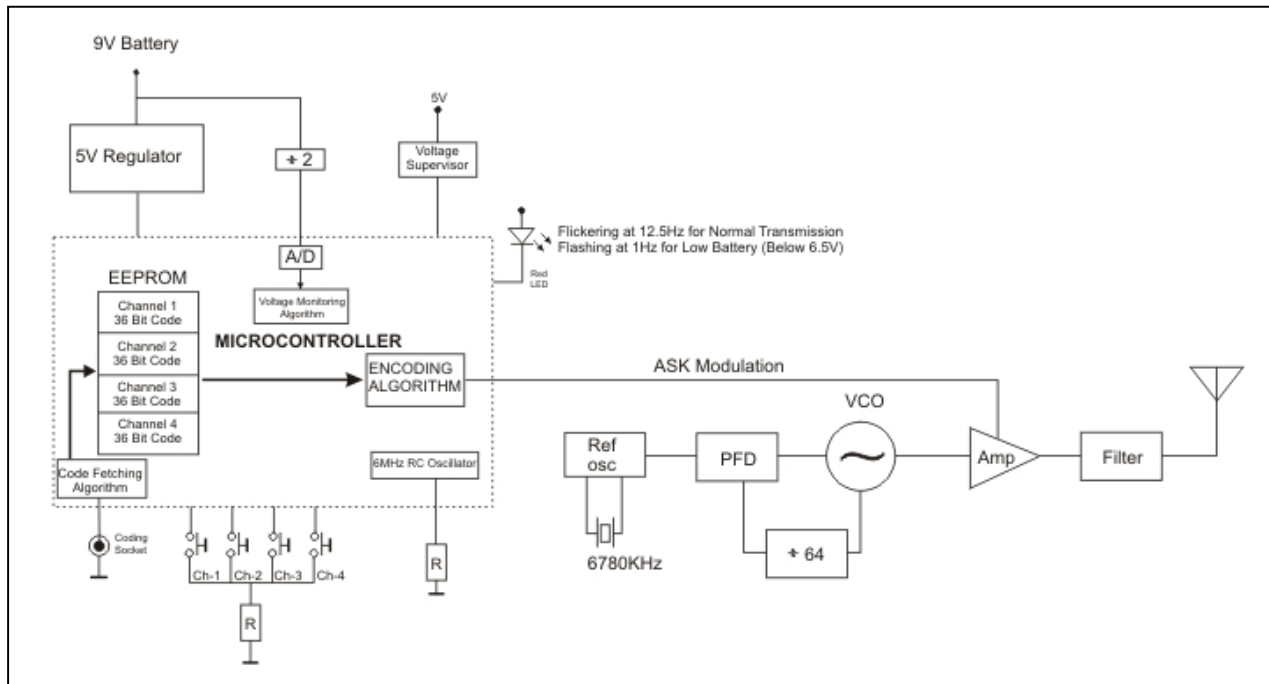 9V Battery
5V Regulator
÷ 2
5V
Voltage
Supervisor
Flickering at 12.5Hz for Normal Transmission
Flashing at 1Hz for Low Battery (Below 6.5V)
Red
LED
A/D
Voltage Monitoring
Algorithm
EEPROM
Channel 1
36 Bit Code
Channel 2
36 Bit Code
Channel 3
36 Bit Code
Channel 4
36 Bit Code
MICROCONTROLLER
ENCODING
ALGORITHM
ASK Modulation
Code Fetching
Algorithm
6MHz RC Oscillator
Coding
Socket
Ch-1
Ch-2
Ch-3
Ch-4
R
R
Ref
osc
6780KHz
PFD
VCO
÷ 64
Amp
Filter